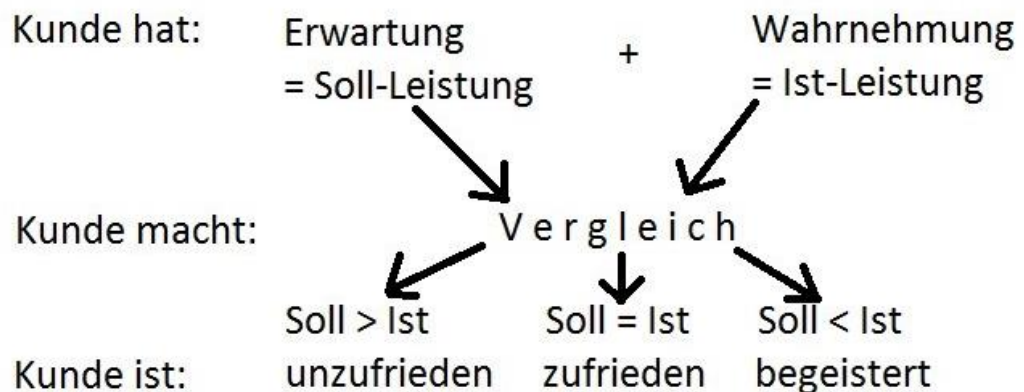 Kunde hat: Erwartung + Wahrnehmung
= Soll-Leistung = Ist-Leistung
Kunde macht: Vergleich
Soll > Ist Soll = Ist Soll < Ist
Kunde ist: unzufrieden zufrieden begeistert